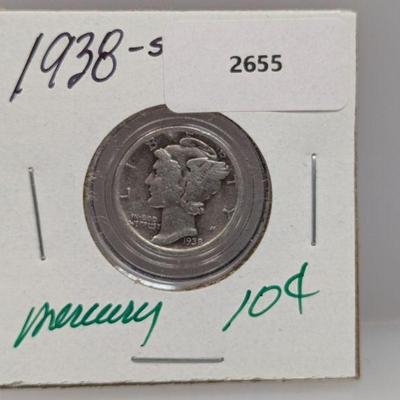 1938-s
2655
LIBERTY
IN GOD
WE TRUST
1938
mercury 10¢